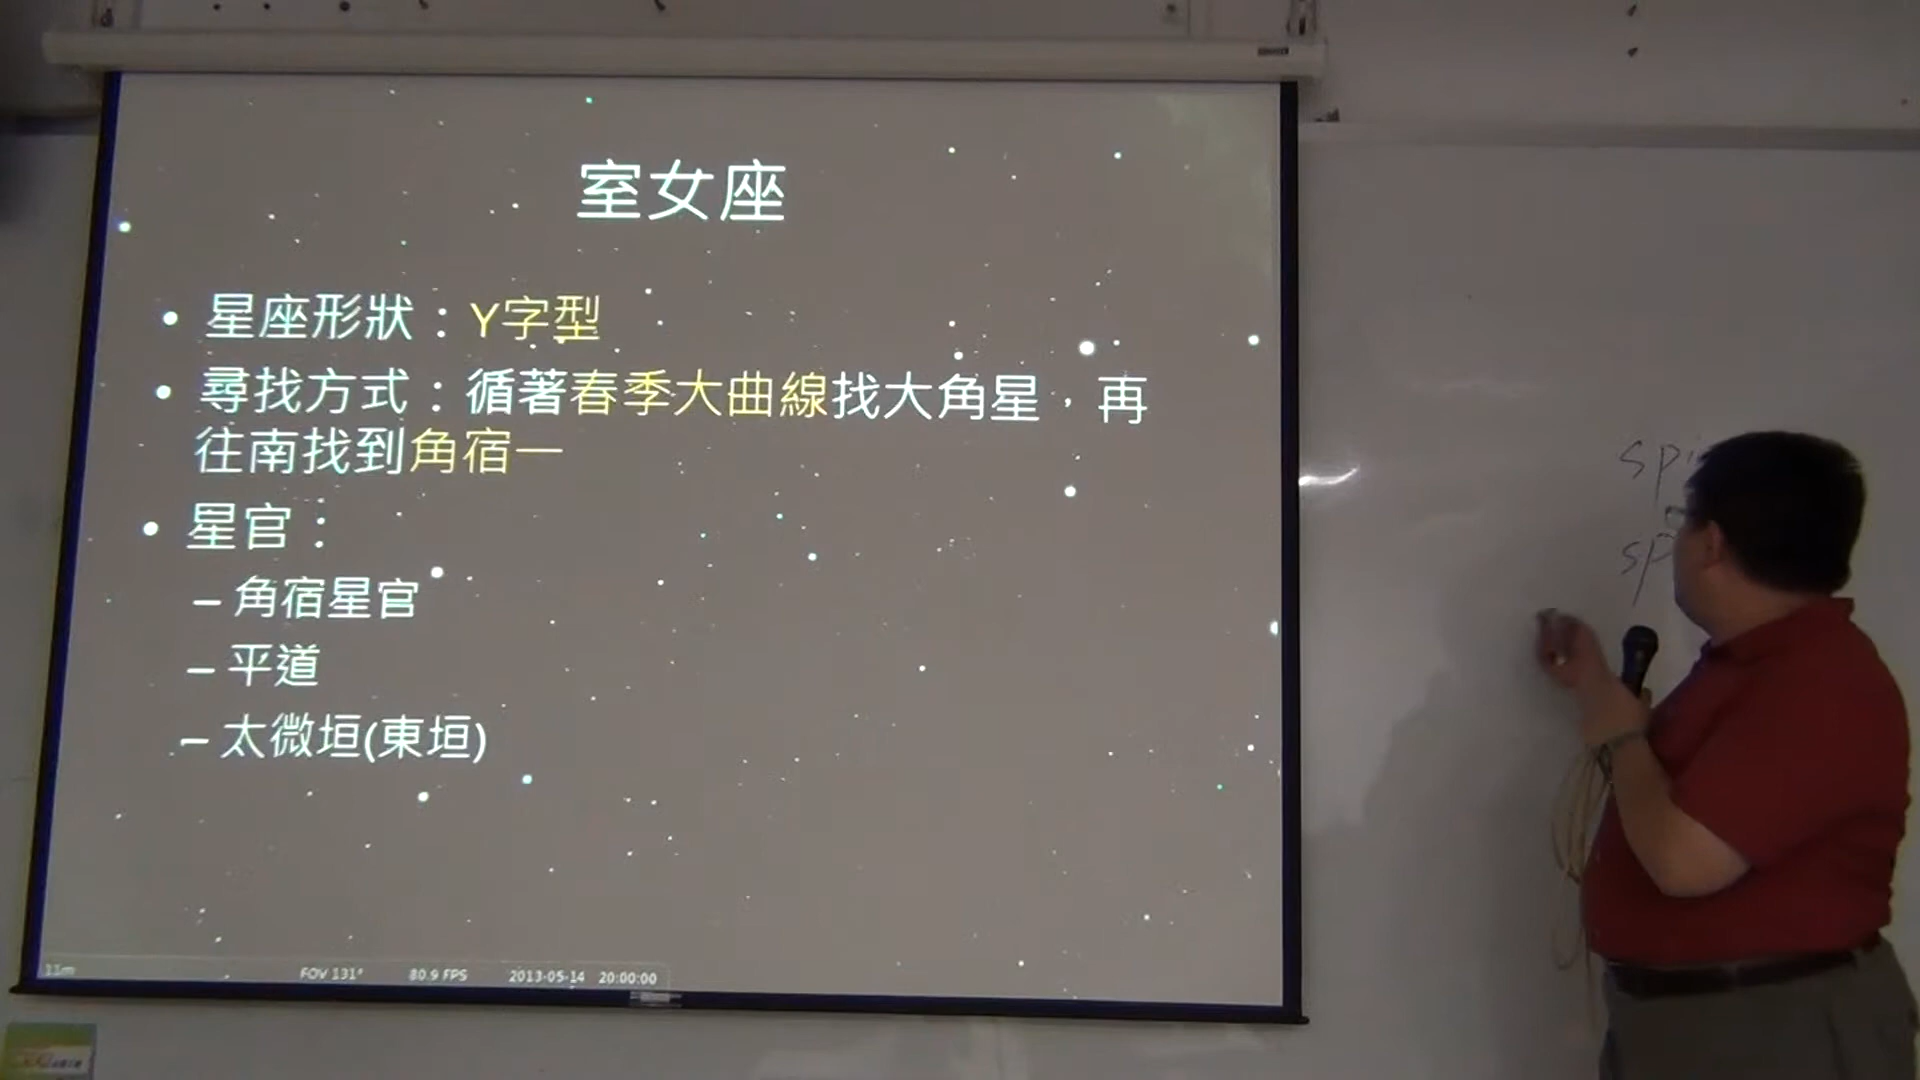 室女座
• 星座形狀：Y字型
• 尋找方式：循著春季大曲線找大角星，再
往南找到角宿一
• 星官：
– 角宿星官
– 平道
– 太微垣(東垣)
FOV 131° 80.9 FPS 2013-05-14 20:00:00
sp
sp